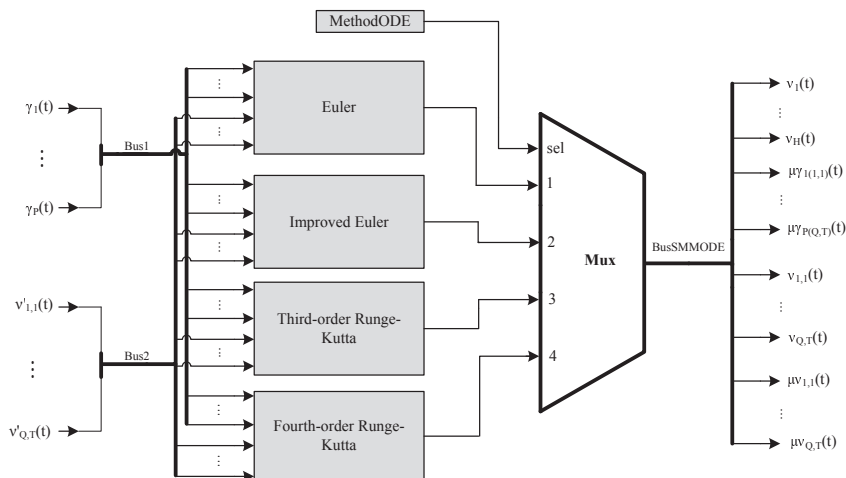 MethodODE
γ1(t)
⋮
γP(t)
Bus1
ν'1,1(t)
⋮
ν'Q,T(t)
Bus2
⋮
⋮
Euler
⋮
⋮
Improved Euler
⋮
⋮
Third-order Runge-
Kutta
⋮
⋮
Fourth-order Runge-
Kutta
sel
1
2
3
4
Mux
BusSMMODE
ν1(t)
⋮
νH(t)
μγ1(1,1)(t)
⋮
μγP(Q,T)(t)
ν1,1(t)
⋮
νQ,T(t)
μν1,1(t)
⋮
μνQ,T(t)